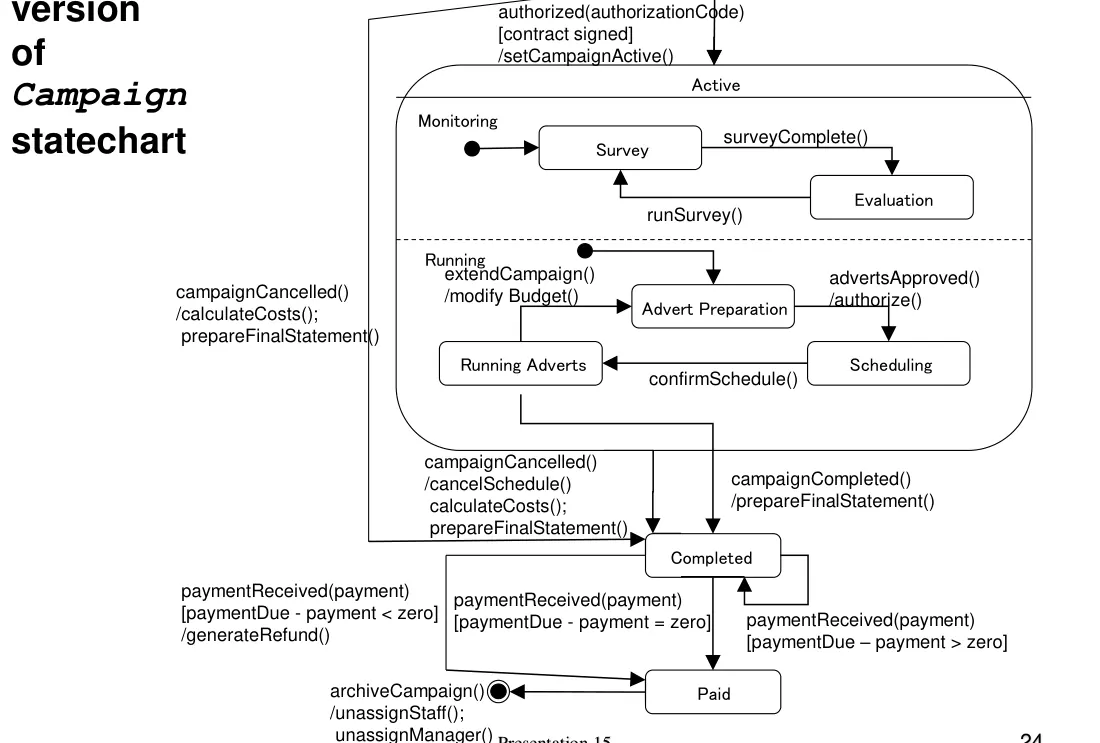 version
of
Campaign
statechart
authorized(authorizationCode)
[contract signed]
/setCampaignActive()
Active
Monitoring
Survey
surveyComplete()
Evaluation
runSurvey()
Running
extendCampaign()
/modify Budget()
Advert Preparation
advertsApproved()
/authorize()
campaignCancelled()
/calculateCosts();
prepareFinalStatement()
Running Adverts
confirmSchedule()
Scheduling
campaignCancelled()
/cancelSchedule()
calculateCosts();
prepareFinalStatement()
campaignCompleted()
/prepareFinalStatement()
Completed
paymentReceived(payment)
[paymentDue - payment < zero]
/generateRefund()
paymentReceived(payment)
[paymentDue - payment = zero]
paymentReceived(payment)
[paymentDue – payment > zero]
Paid
archiveCampaign()
/unassignStaff();
unassignManager()
Presentation 15
24